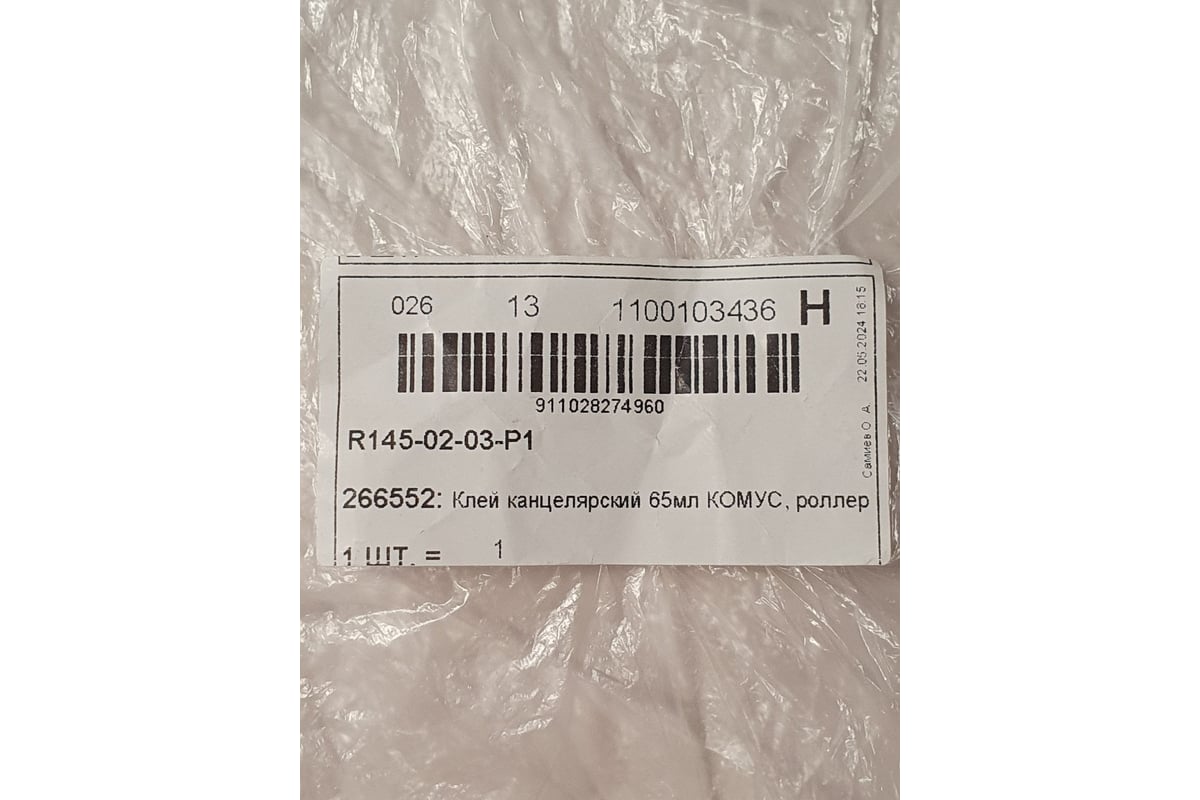 026 13 1100103436 Н
911028274960
R145-02-03-P1
266552: Клей канцелярский 65мл КОМУС, роллер
1 ШТ. = 1
Самиев О. А. 22.05.2024 18:15